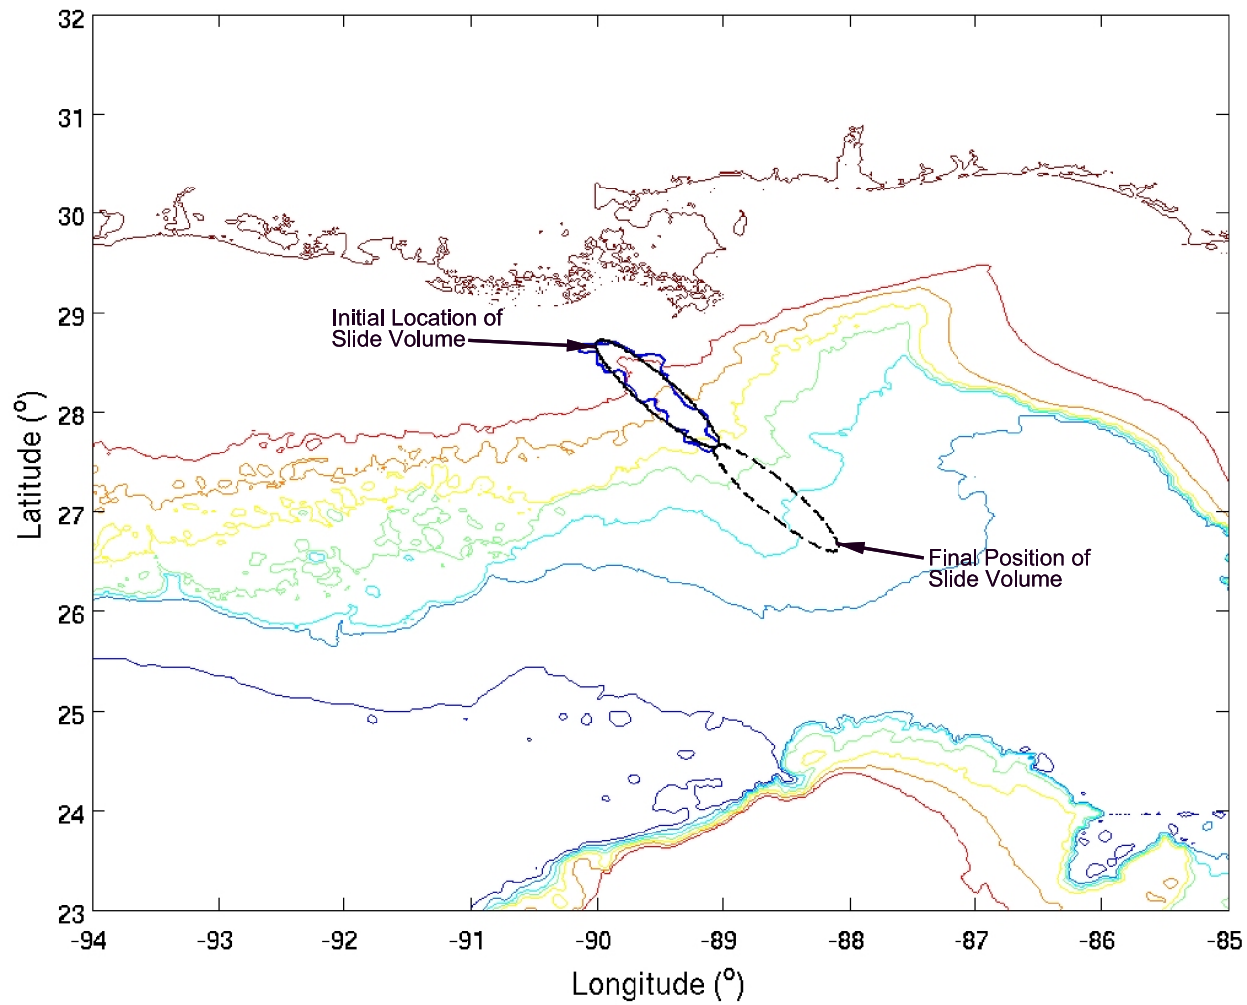 32
31
30
29
28
27
26
25
24
23
Latitude (º)
Initial Location of
Slide Volume
Final Position of
Slide Volume
-94 -93 -92 -91 -90 -89 -88 -87 -86 -85
Longitude (º)